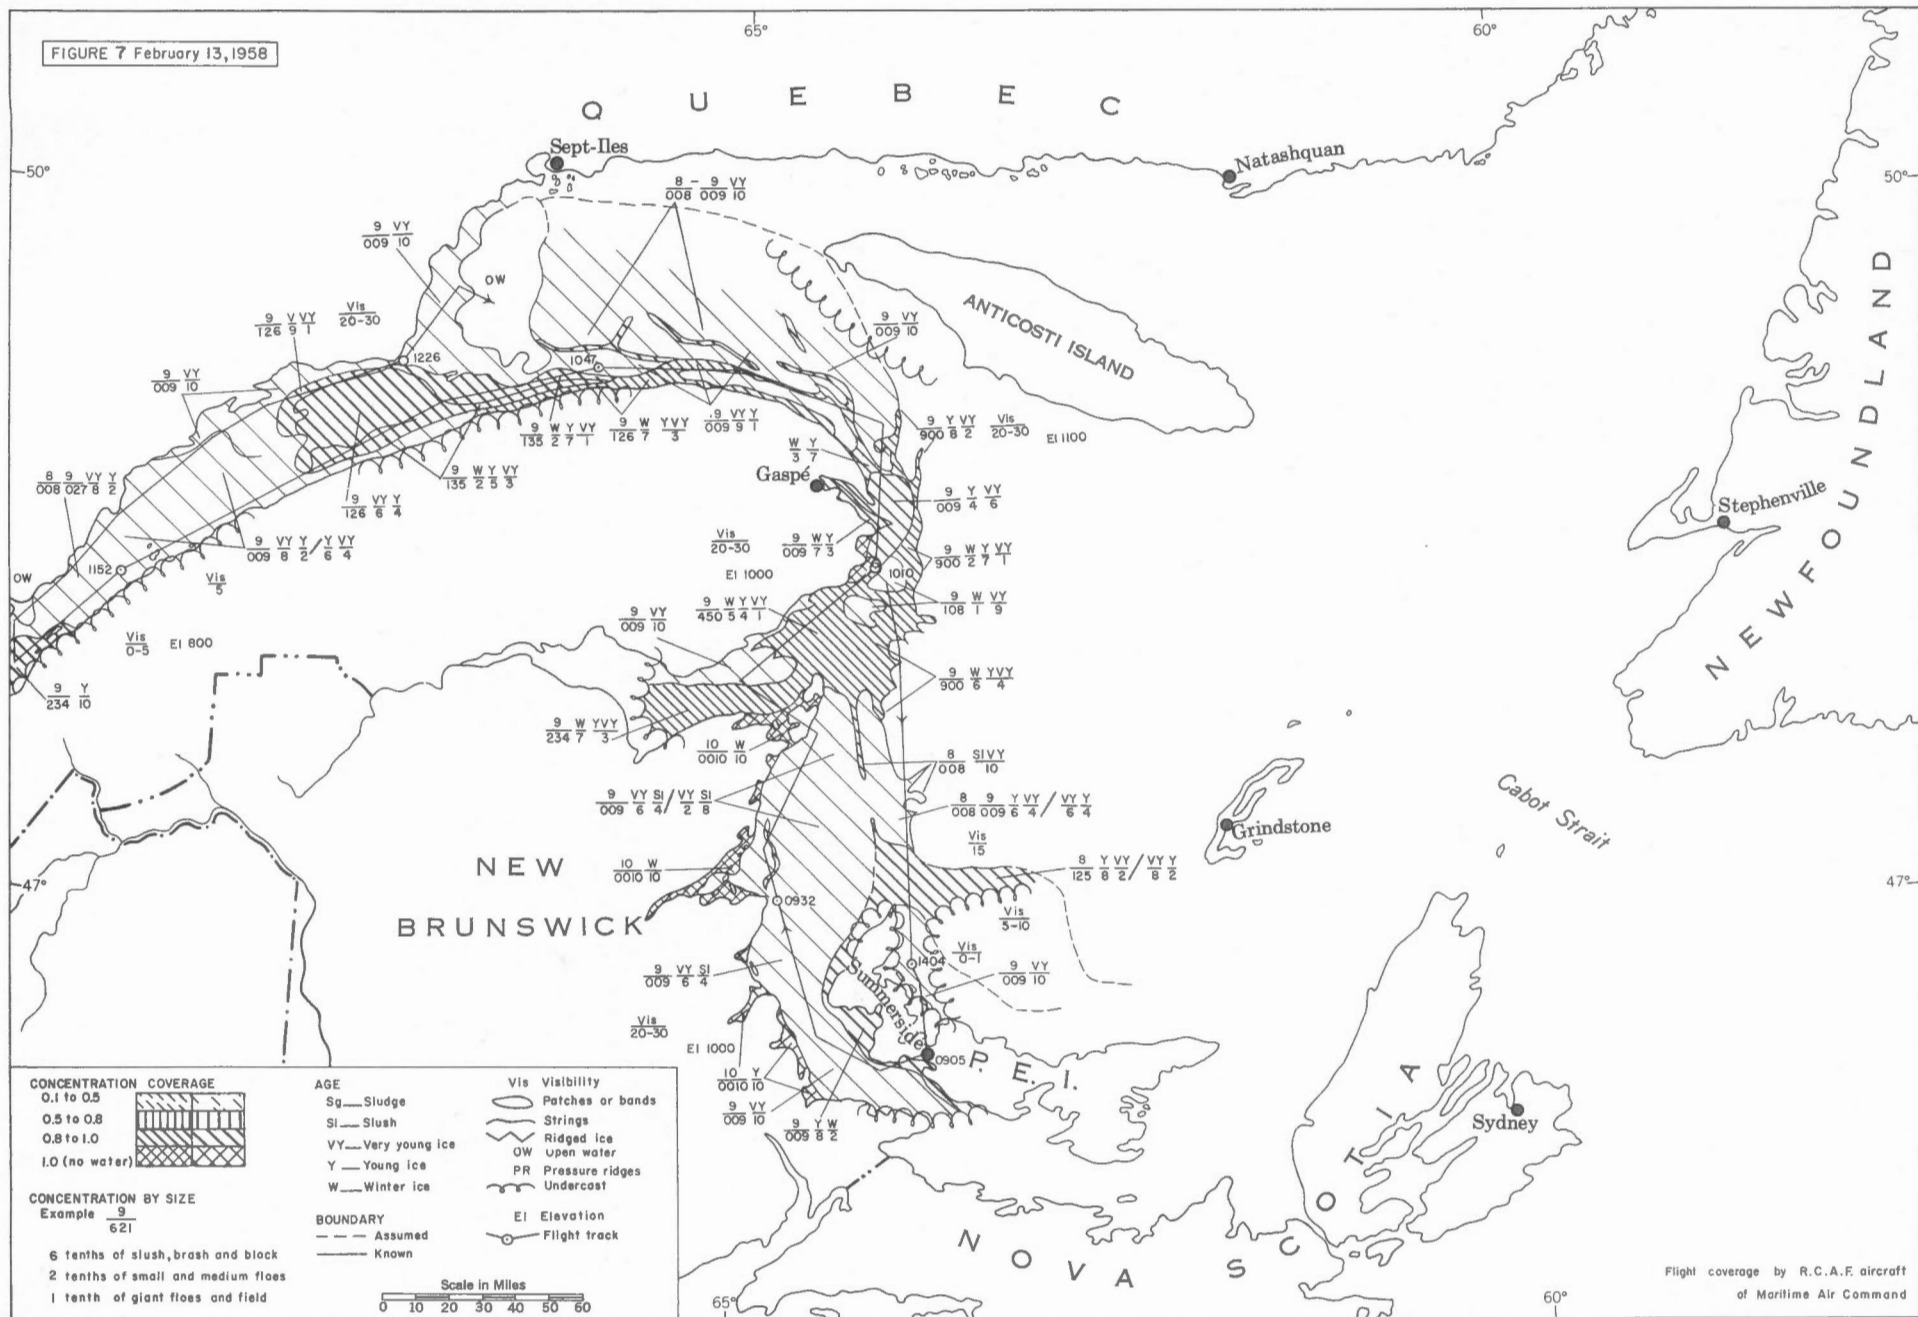 FIGURE 7 February 13, 1958
65°
60°
QUEBEC
Sept-Iles
Natashquan
50°
50°
8/008 - 9/009 VY/10
9/009 VY/10
OW
ANTICOSTI ISLAND
9/126 V/9 VY/1
Vis/20-30
9/009 VY/10
1226
1047
9/009 VY/10
9/135 W/2 Y/7 VY/1
9/126 W/7 YVY/3
9/009 VY/9 Y/1
9/900 Y/8 VY/2
Vis/20-30
El 1100
W/3 Y/7
Gaspé
8/008 9/027 VY/8 Y/2
9/126 VY/6 Y/4
9/135 W/2 Y/5 VY/3
9/009 Y/4 VY/6
Stephenville
NEWFOUNDLAND
9/009 VY/8 Y/2 / Y/6 VY/4
Vis/20-30
9/009 W/7 Y/3
9/900 W/2 Y/7 VY/1
OW
1152
Vis/5
El 1000
1010
9/450 W/5 Y/4 VY/1
9/108 W/1 VY/9
Vis/0-5
El 800
9/009 VY/10
9/234 Y/10
9/900 W/6 YVY/4
9/234 W/7 YVY/3
10/0010 W/10
8/008 SIVY/10
9/009 VY/6 SI/4 / VY/2 SI/8
8/008 9/009 Y/6 VY/4 / VY/6 Y/4
Cabot Strait
Grindstone
Vis/15
10/0010 W/10
8/125 Y/8 VY/2 / VY/8 Y/2
47°
47°
NEW
BRUNSWICK
0932
Vis/5-10
1404
Vis/0-1
9/009 VY/10
9/009 VY/6 SI/4
Summerside
Vis/20-30
El 1000
0905
P.E.I.
10/0010 Y/10
9/009 VY/10
9/009 Y/8 W/2
Sydney
NOVA SCOTIA
CONCENTRATION COVERAGE
0.1 to 0.5
0.5 to 0.8
0.8 to 1.0
1.0 (no water)
CONCENTRATION BY SIZE
Example 9/621
6 tenths of slush, brash and block
2 tenths of small and medium floes
1 tenth of giant floes and field
AGE
Sg Sludge
SI Slush
VY Very young ice
Y Young ice
W Winter ice
BOUNDARY
Assumed
Known
Vis Visibility
Patches or bands
Strings
Ridged ice
OW Open water
PR Pressure ridges
Undercast
El Elevation
Flight track
Scale in Miles
0 10 20 30 40 50 60
65°
60°
Flight coverage by R.C.A.F. aircraft
of Maritime Air Command